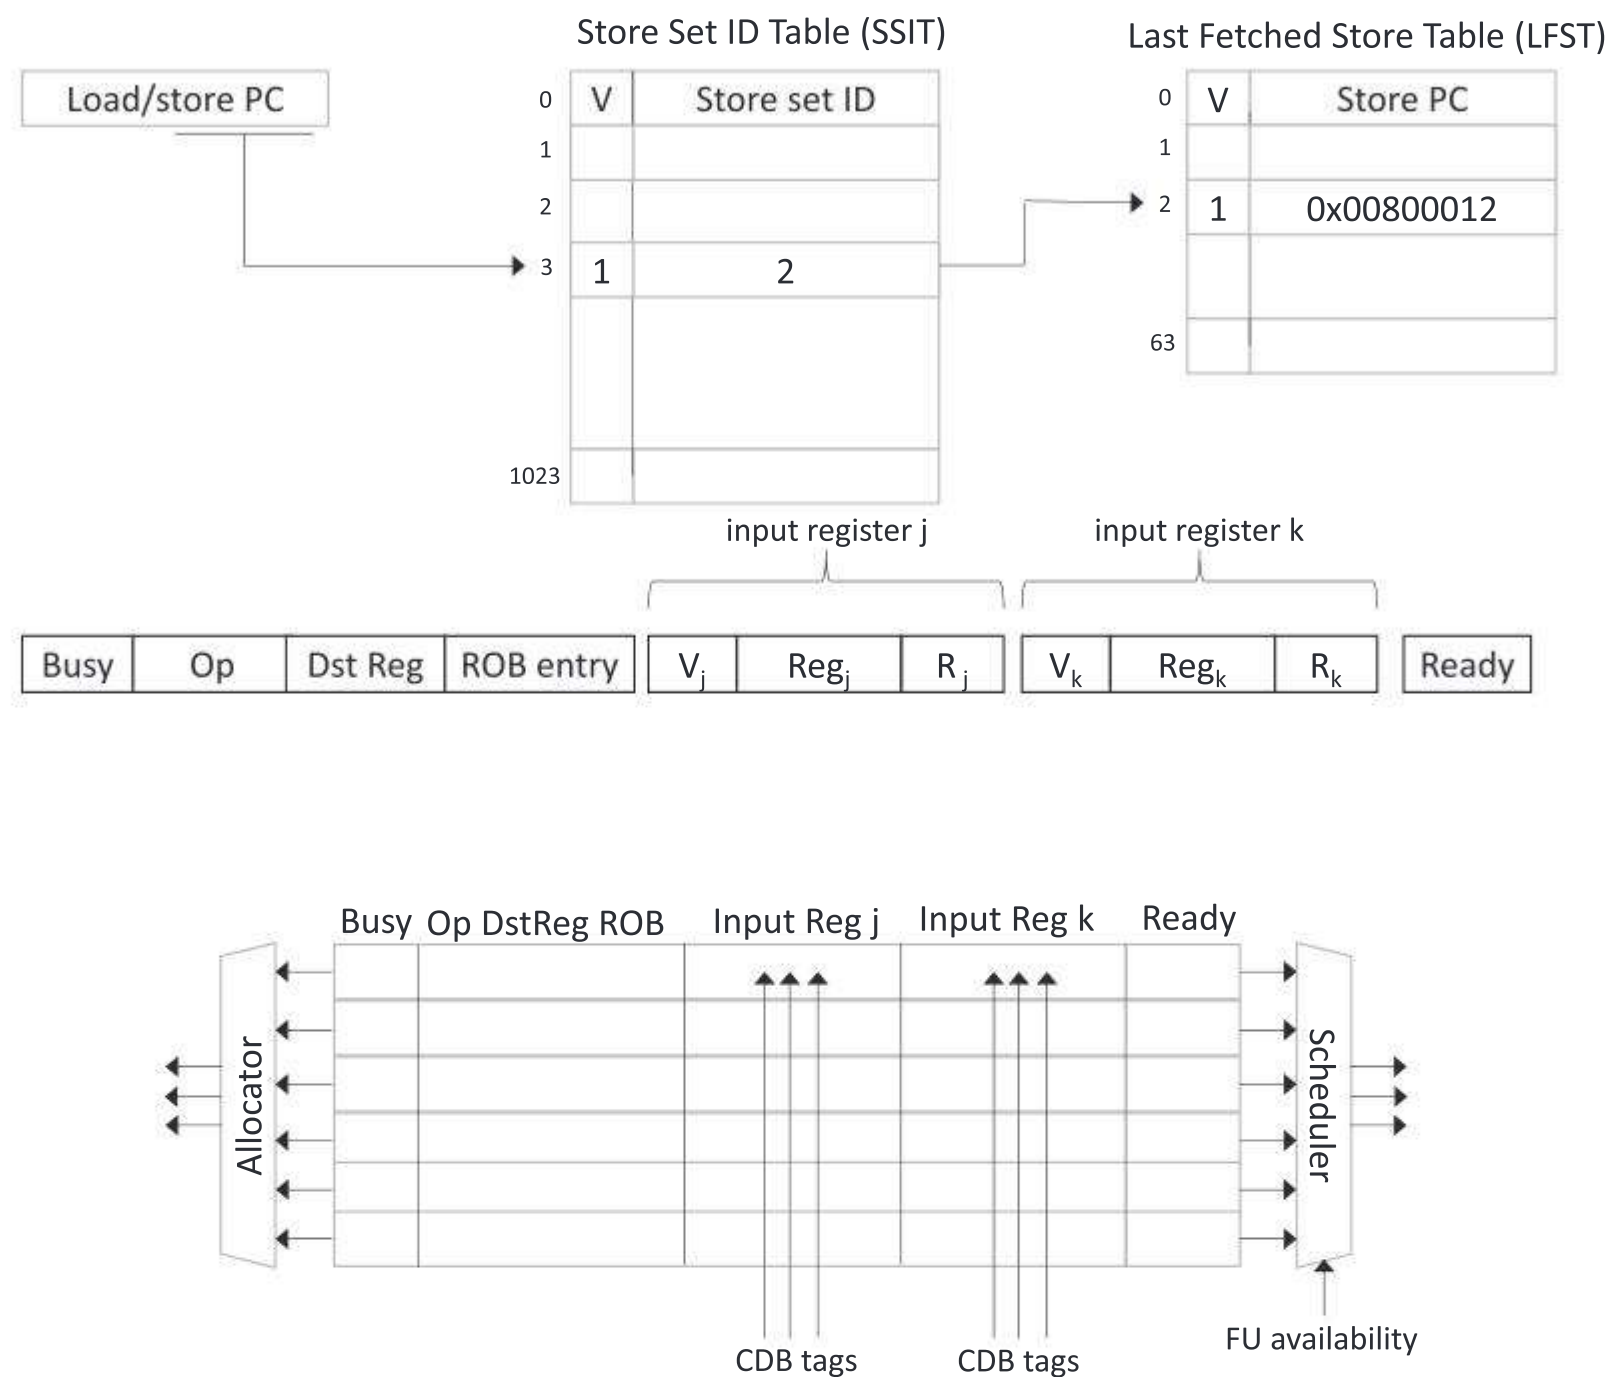 Store Set ID Table (SSIT)
Last Fetched Store Table (LFST)
Load/store PC
0 V Store set ID
1
2
3 1 2
1023
0 V Store PC
1
2 1 0x00800012
63
input register j
input register k
Busy Op Dst Reg ROB entry Vj Regj Rj Vk Regk Rk Ready
Busy Op DstReg ROB Input Reg j Input Reg k Ready
Allocator
Scheduler
CDB tags
CDB tags
FU availability